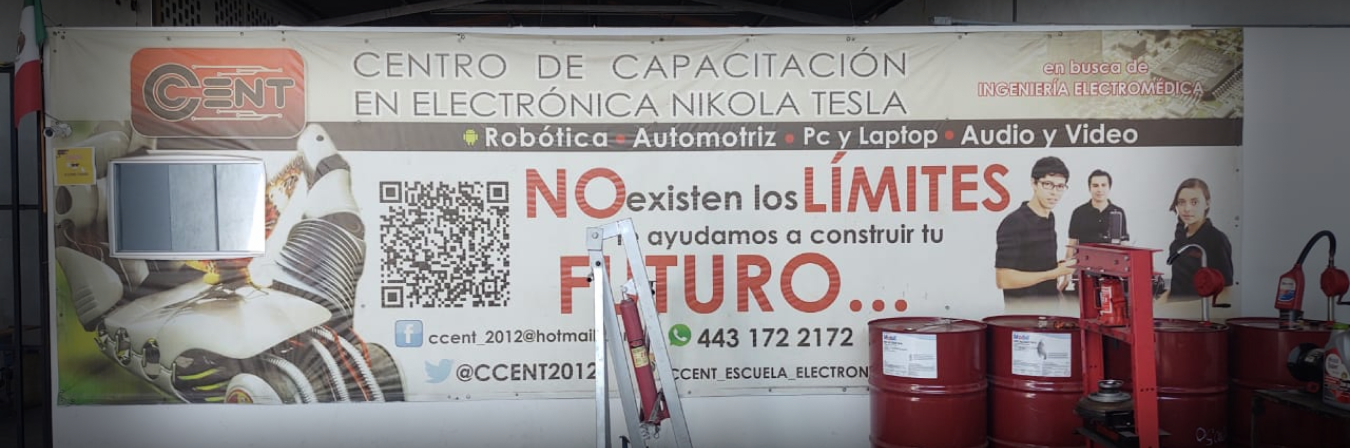 CCENT
CENTRO DE CAPACITACIÓN
EN ELECTRÓNICA NIKOLA TESLA
en busca de
INGENIERÍA ELECTROMÉDICA
Robótica • Automotriz • Pc y Laptop • Audio y Video
NO existen los LÍMITES
ayudamos a construir tu
FUTURO...
ccent_2012@hotmail
443 172 2172
@CCENT2012
CCENT_ESCUELA_ELECTRON
Mobil
Mobil